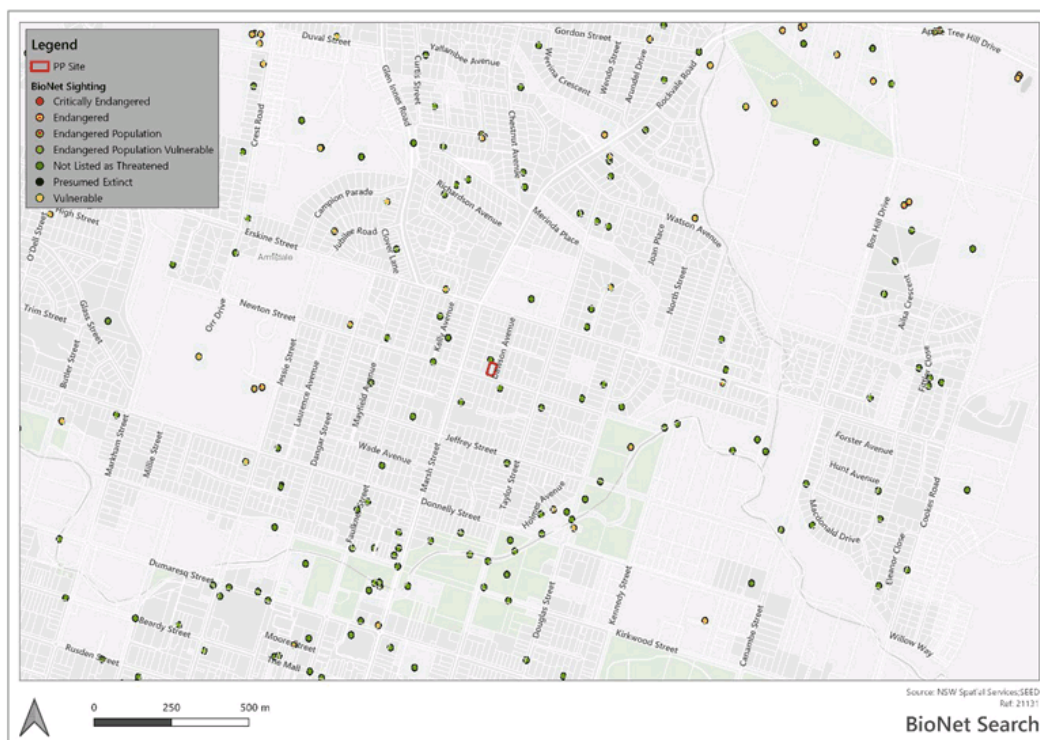 Legend
PP Site
BioNet Sighting
Critically Endangered
Endangered
Endangered Population
Endangered Population Vulnerable
Not Listed as Threatened
Presumed Extinct
Vulnerable
Duval Street
Gordon Street
Apple Tree Hill Drive
Yallambee Avenue
Glen Innes Road
Curtis Street
Werrina Crescent
Wendo Street
Arundel Drive
Rockvale Road
Crest Road
Chestnut Avenue
Campion Parade
Richardson Avenue
High Street
O'Dell Street
Erskine Street
Jubilee Road
Clover Lane
Merinda Place
Joan Place
Watson Avenue
Box Hill Drive
Armidale
North Street
Ailsa Crescent
Trim Street
Glass Street
Orr Drive
Newton Street
Kelly Avenue
Butler Street
Jessie Street
Laurence Avenue
Mayfield Avenue
Markham Street
Millie Street
Dangar Street
Wade Avenue
Marsh Street
Jeffrey Street
Forster Avenue
Hunt Avenue
Taylor Street
Donnelly Street
Faulkner Street
Macdonald Drive
Cookes Road
Eleanor Close
Dumaresq Street
Douglas Street
Kennedy Street
Beardy Street
Moore Street
Kirkwood Street
Canambe Street
Willow Way
Rusden Street
The Mall
0 250 500 m
Source: NSW Spatial Services;SEED
Ref: 21131
BioNet Search